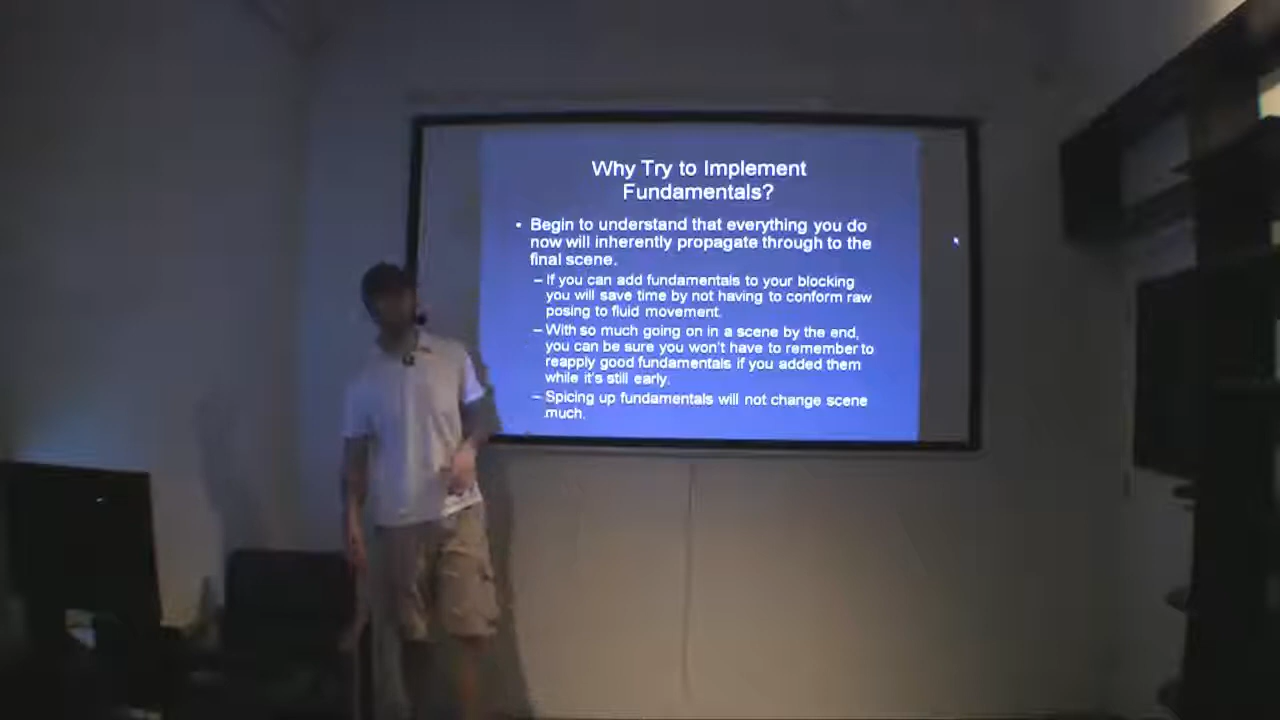 Why Try to Implement
Fundamentals?
• Begin to understand that everything you do
now will inherently propagate through to the
final scene.
– If you can add fundamentals to your blocking
you will save time by not having to conform raw
posing to fluid movement.
– With so much going on in a scene by the end,
you can be sure you won't have to remember to
reapply good fundamentals if you added them
while it's still early.
– Spicing up fundamentals will not change scene
much.